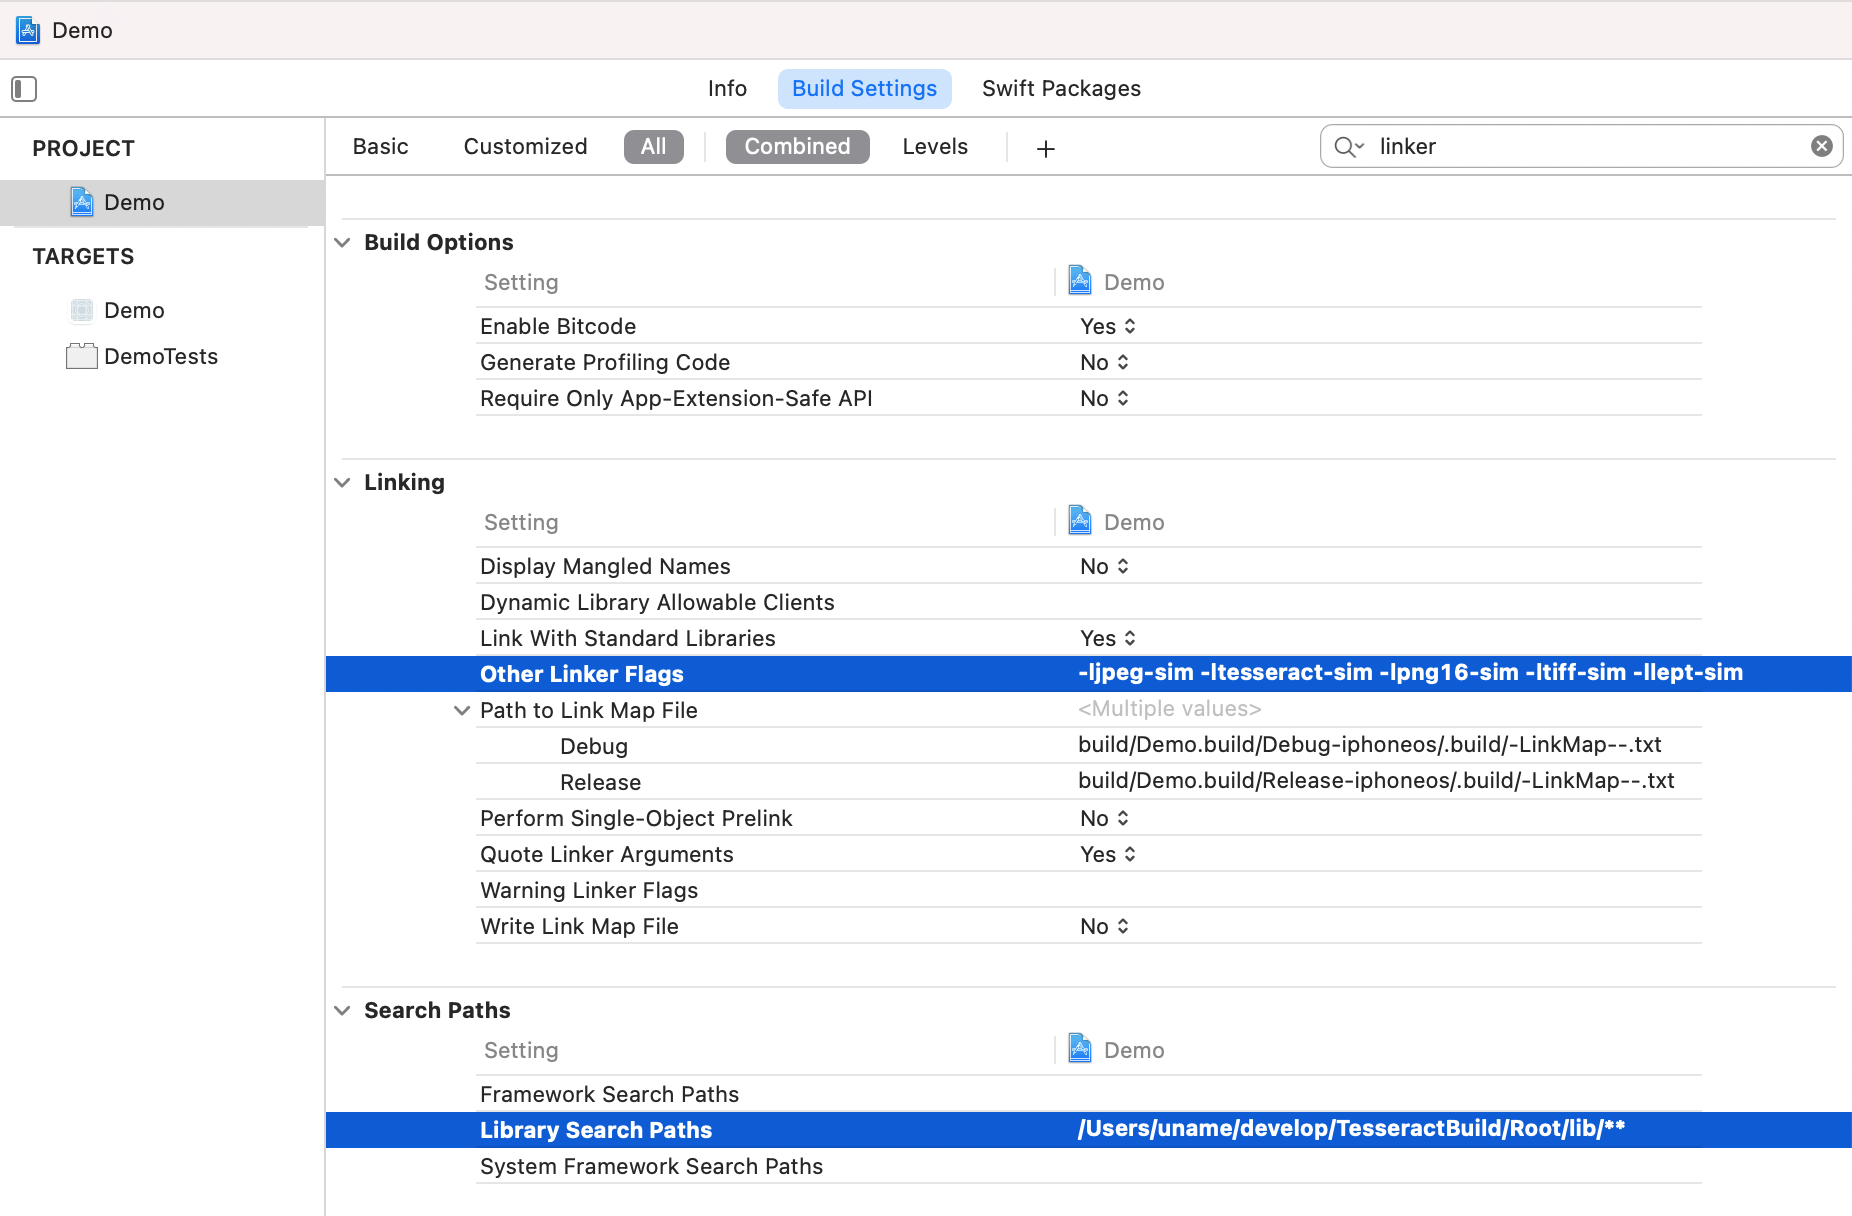 Demo
Info Build Settings Swift Packages
PROJECT
Demo
TARGETS
Demo
DemoTests
Basic Customized All Combined Levels + linker
Build Options
Setting Demo
Enable Bitcode Yes
Generate Profiling Code No
Require Only App-Extension-Safe API No
Linking
Setting Demo
Display Mangled Names No
Dynamic Library Allowable Clients
Link With Standard Libraries Yes
Other Linker Flags -ljpeg-sim -ltesseract-sim -lpng16-sim -ltiff-sim -llept-sim
Path to Link Map File <Multiple values>
Debug build/Demo.build/Debug-iphoneos/.build/-LinkMap--.txt
Release build/Demo.build/Release-iphoneos/.build/-LinkMap--.txt
Perform Single-Object Prelink No
Quote Linker Arguments Yes
Warning Linker Flags
Write Link Map File No
Search Paths
Setting Demo
Framework Search Paths
Library Search Paths /Users/uname/develop/TesseractBuild/Root/lib/**
System Framework Search Paths